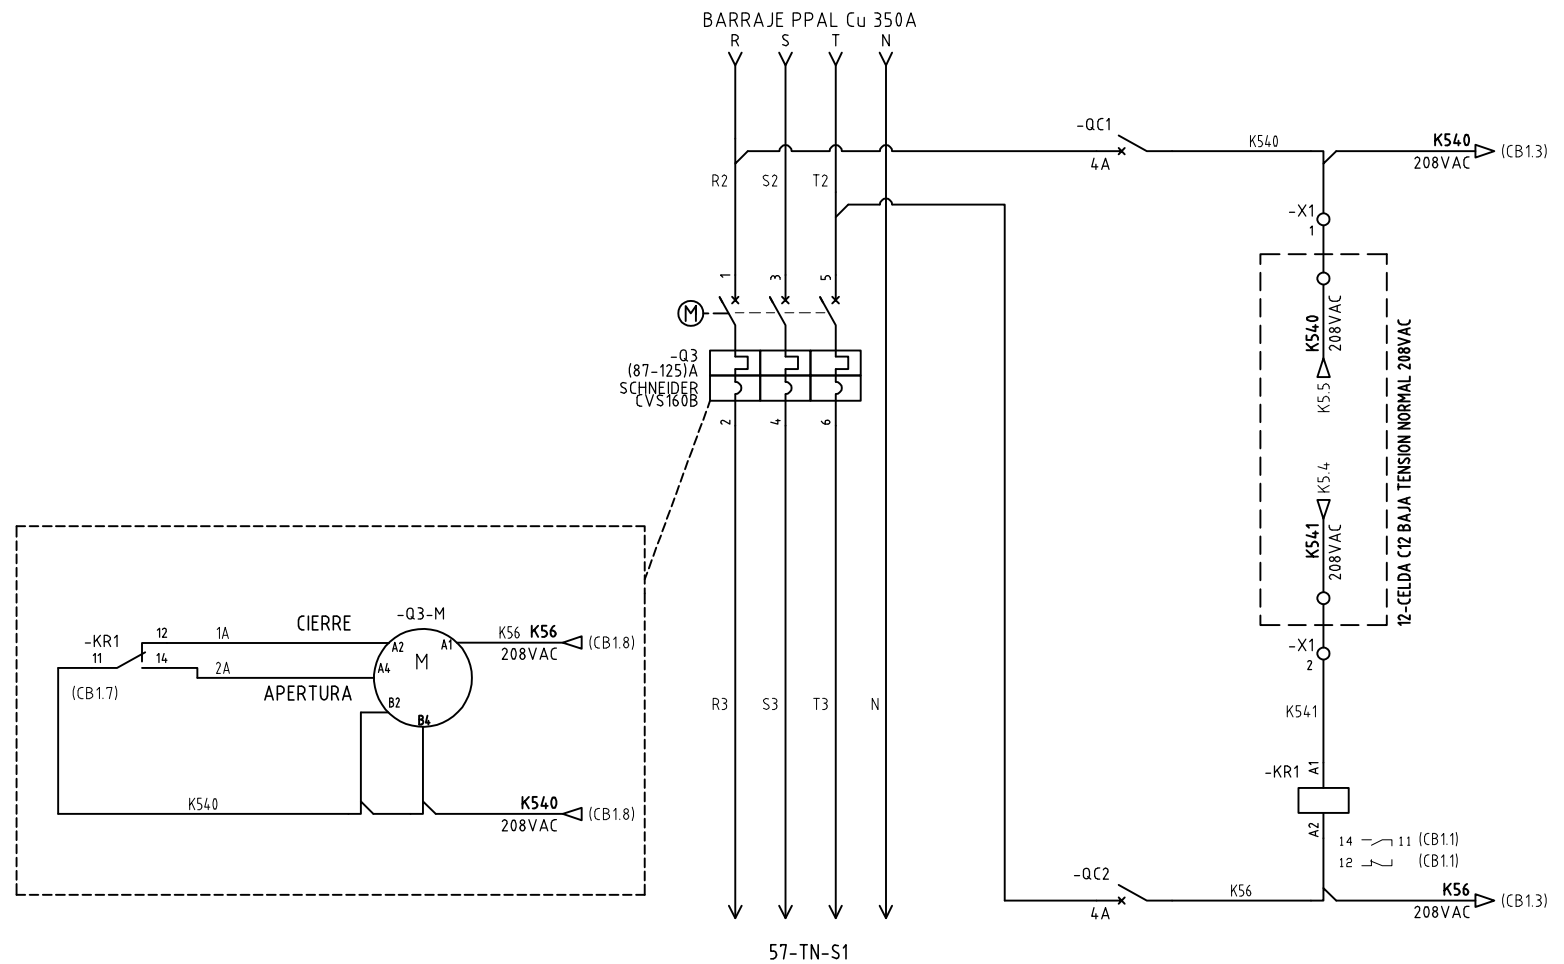 BARRAJE PPAL Cu 350A
R S T N
-QC1
4A
K540
K540
208VAC
(CB1.3)
R2 S2 T2
-X1
1
1 3 5
M
-Q3
(87-125)A
SCHNEIDER
CVS160B
2 4 6
K540
208VAC
K5.5
K5.4
K541
208VAC
12-CELDA C12 BAJA TENSION NORMAL 208VAC
-X1
2
K541
-KR1
A1
A2
14 11 (CB1.1)
12 (CB1.1)
-QC2
4A
K56
K56
208VAC
(CB1.3)
R3 S3 T3 N
57-TN-S1
-KR1
11
12
14
(CB1.7)
1A
2A
CIERRE
APERTURA
-Q3-M
M
A2
A1
A4
B2
B4
K56 K56
208VAC
(CB1.8)
K540
K540
208VAC
(CB1.8)